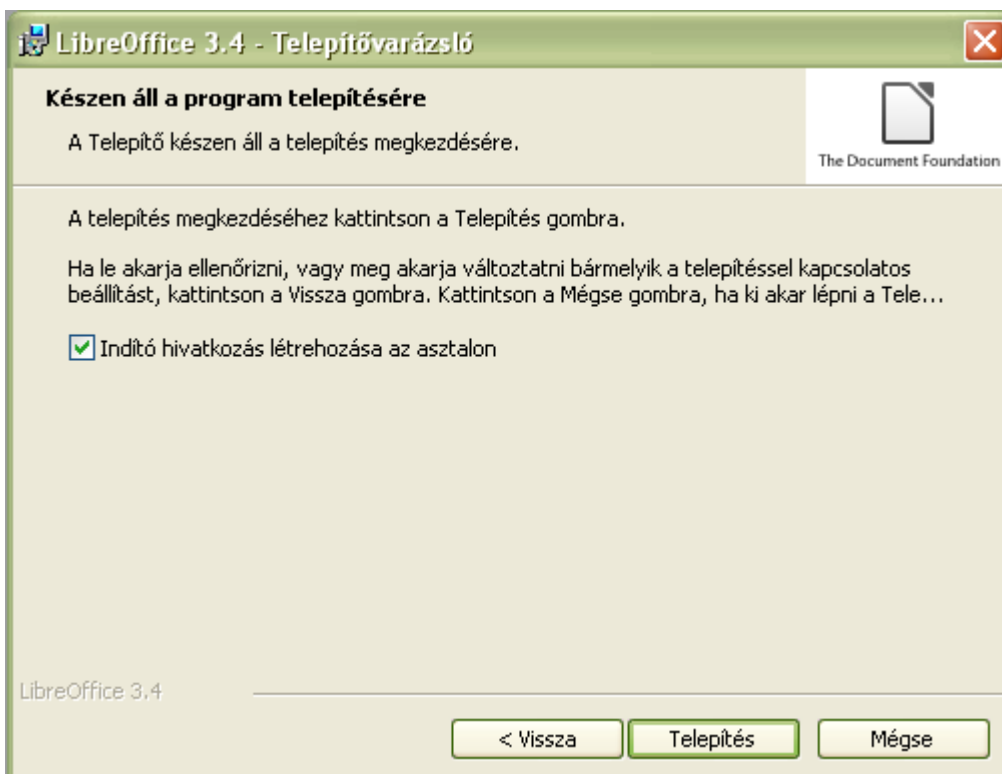 LibreOffice 3.4 - Telepítővarázsló
Készen áll a program telepítésére
A Telepítő készen áll a telepítés megkezdésére.
The Document Foundation
A telepítés megkezdéséhez kattintson a Telepítés gombra.
Ha le akarja ellenőrizni, vagy meg akarja változtatni bármelyik a telepítéssel kapcsolatos
beállítást, kattintson a Vissza gombra. Kattintson a Mégse gombra, ha ki akar lépni a Tele...
Indító hivatkozás létrehozása az asztalon
LibreOffice 3.4
< Vissza Telepítés Mégse